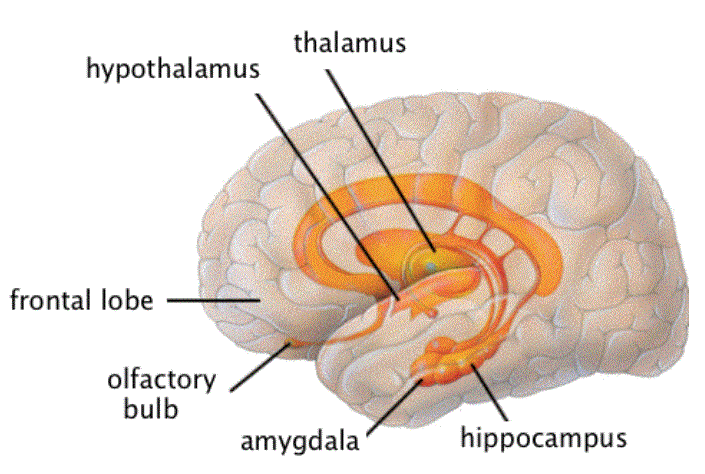 thalamus
hypothalamus
frontal lobe
olfactory
bulb
amygdala
hippocampus